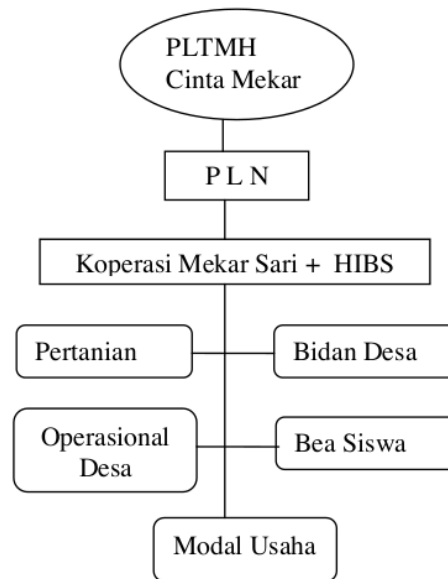 PLTMH
Cinta Mekar
P L N
Koperasi Mekar Sari + HIBS
Pertanian
Bidan Desa
Operasional
Desa
Bea Siswa
Modal Usaha